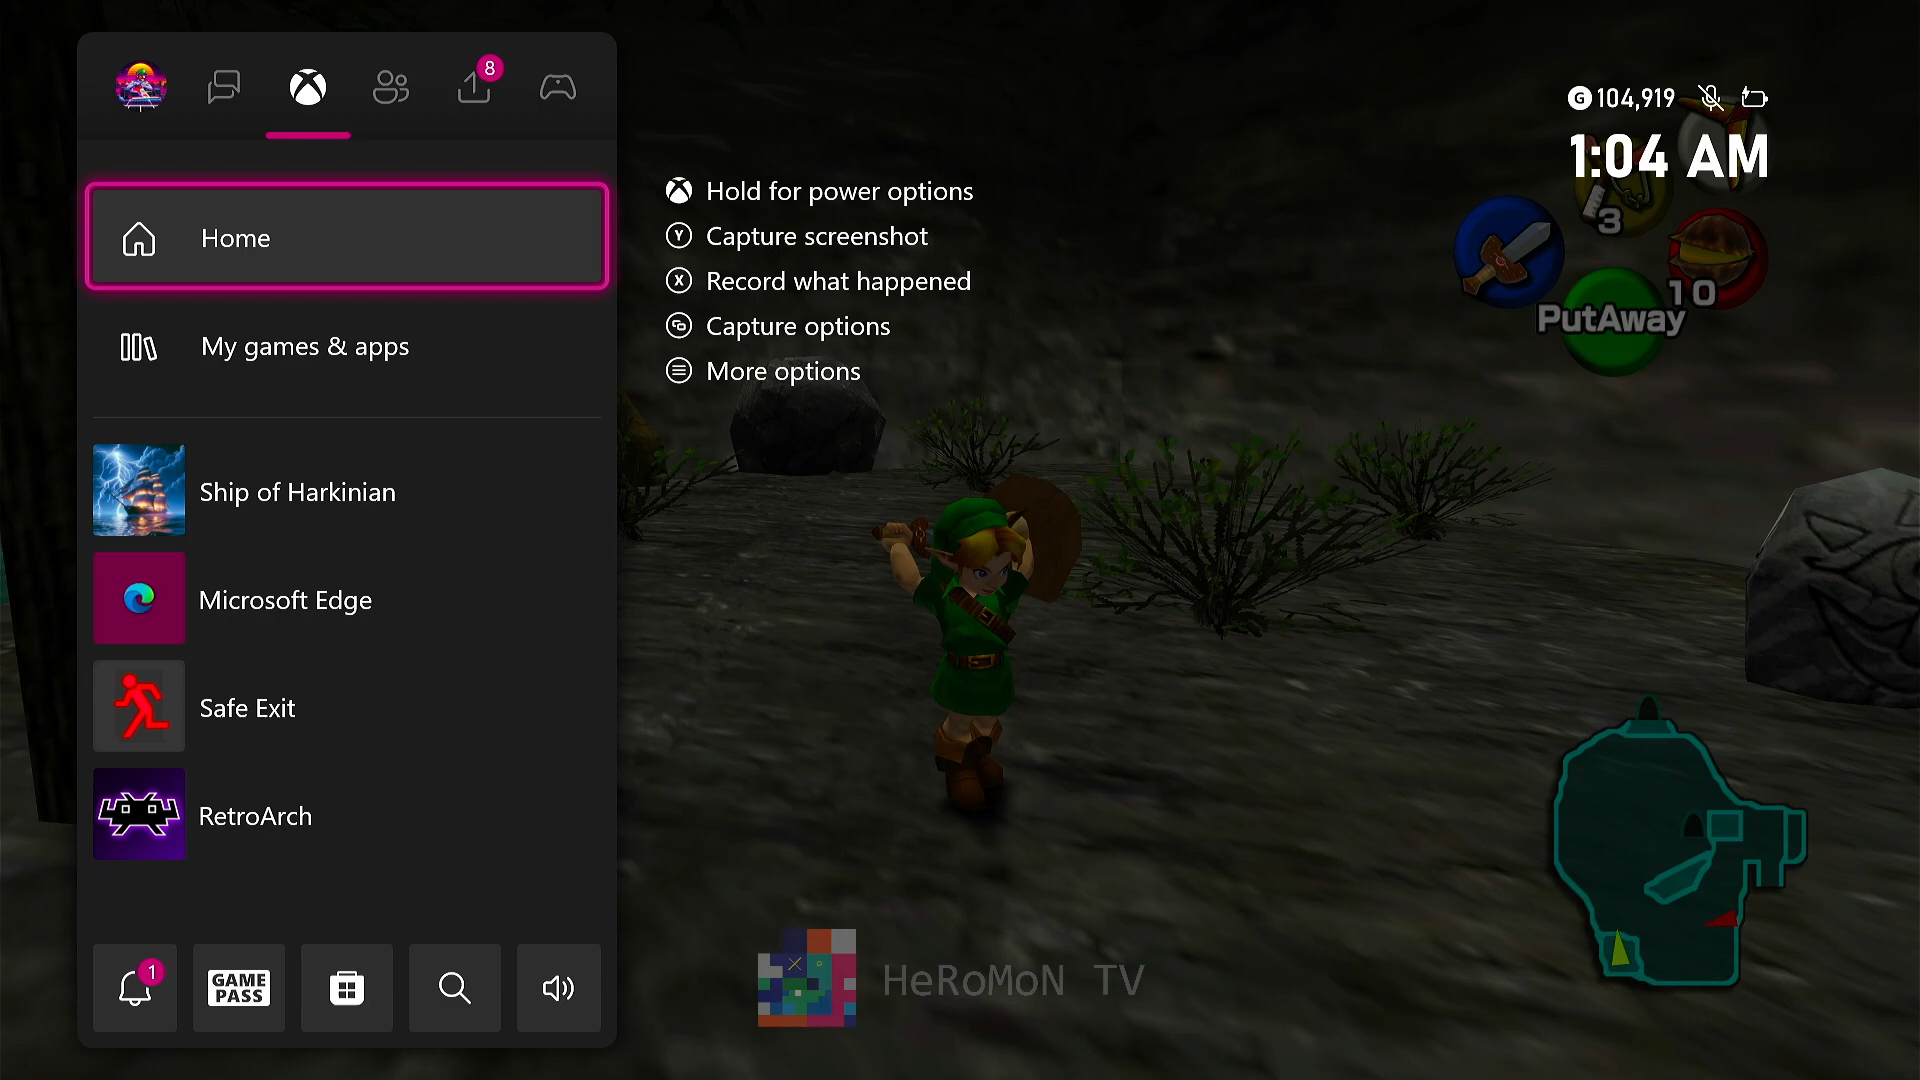 8
Home
My games & apps
Ship of Harkinian
Microsoft Edge
Safe Exit
RetroArch
1
GAME
PASS
Hold for power options
Y Capture screenshot
X Record what happened
Capture options
More options
G 104,919
1:04 AM
3
10
PutAway
HeRoMoN TV